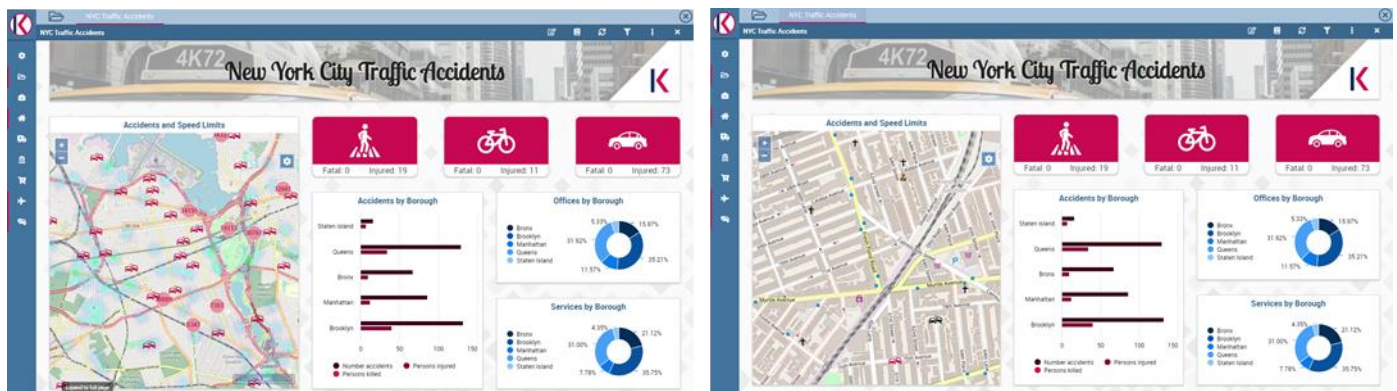 NYC Traffic Accidents
NYC Traffic Accidents
4K72
New York City Traffic Accidents
K
Accidents and Speed Limits
+
−
Fatal: 0 Injured: 19
Fatal: 0 Injured: 11
Fatal: 0 Injured: 73
Accidents by Borough
Staten Island
Queens
Bronx
Manhattan
Brooklyn
0 50 100 150
Number accidents
Persons injured
Persons killed
Offices by Borough
Bronx
Brooklyn
Manhattan
Queens
Staten Island
5.33%
15.97%
31.92%
35.21%
11.57%
Services by Borough
Bronx
Brooklyn
Manhattan
Queens
Staten Island
4.35%
21.12%
31.00%
35.75%
7.78%
Expand to full page
NYC Traffic Accidents
NYC Traffic Accidents
4K72
New York City Traffic Accidents
K
Accidents and Speed Limits
+
−
Myrtle Avenue
Myrtle Avenue
P
Fatal: 0 Injured: 19
Fatal: 0 Injured: 11
Fatal: 0 Injured: 73
Accidents by Borough
Staten Island
Queens
Bronx
Manhattan
Brooklyn
0 50 100 150
Number accidents
Persons injured
Persons killed
Offices by Borough
Bronx
Brooklyn
Manhattan
Queens
Staten Island
5.33%
15.97%
31.92%
35.21%
11.57%
Services by Borough
Bronx
Brooklyn
Manhattan
Queens
Staten Island
4.35%
21.12%
31.00%
35.75%
7.78%